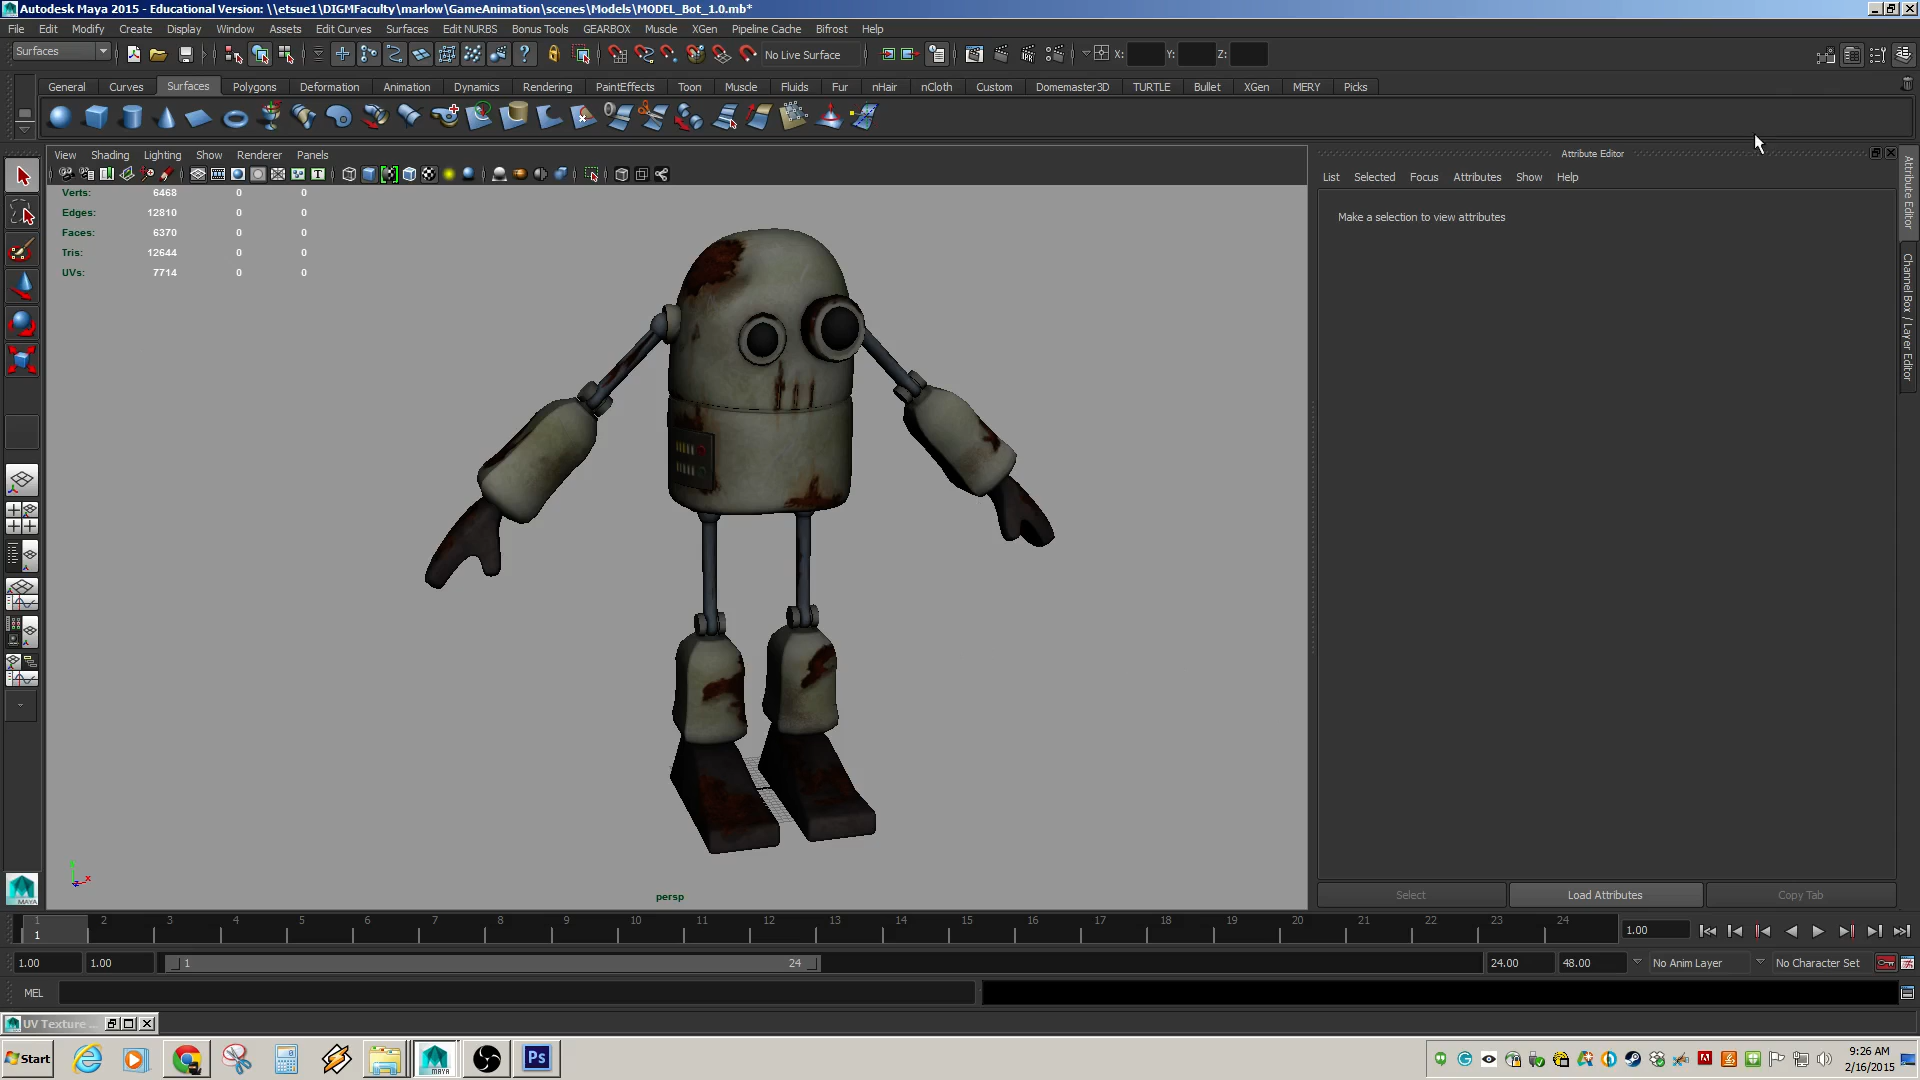 Autodesk Maya 2015 - Educational Version: \\etsue1\DIGMFaculty\marlow\GameAnimation\scenes\Models\MODEL_Bot_1.0.mb*
File Edit Modify Create Display Window Assets Edit Curves Surfaces Edit NURBS Bonus Tools GEARBOX Muscle XGen Pipeline Cache Bifrost Help
Surfaces No Live Surface X: Y: Z:
General Curves Surfaces Polygons Deformation Animation Dynamics Rendering PaintEffects Toon Muscle Fluids Fur nHair nCloth Custom Domemaster3D TURTLE Bullet XGen MERY Picks
View Shading Lighting Show Renderer Panels
Attribute Editor
List Selected Focus Attributes Show Help
Make a selection to view attributes
Verts: 6468 0 0
Edges: 12810 0 0
Faces: 6370 0 0
Tris: 12644 0 0
UVs: 7714 0 0
Attribute Editor
Channel Box / Layer Editor
persp
Select Load Attributes Copy Tab
1 2 3 4 5 6 7 8 9 10 11 12 13 14 15 16 17 18 19 20 21 22 23 24
1 1.00
1.00 1.00 1 24 24.00 48.00 No Anim Layer No Character Set
MEL
UV Texture ...
MAYA
Start MAYA Ps
9:26 AM
2/16/2015